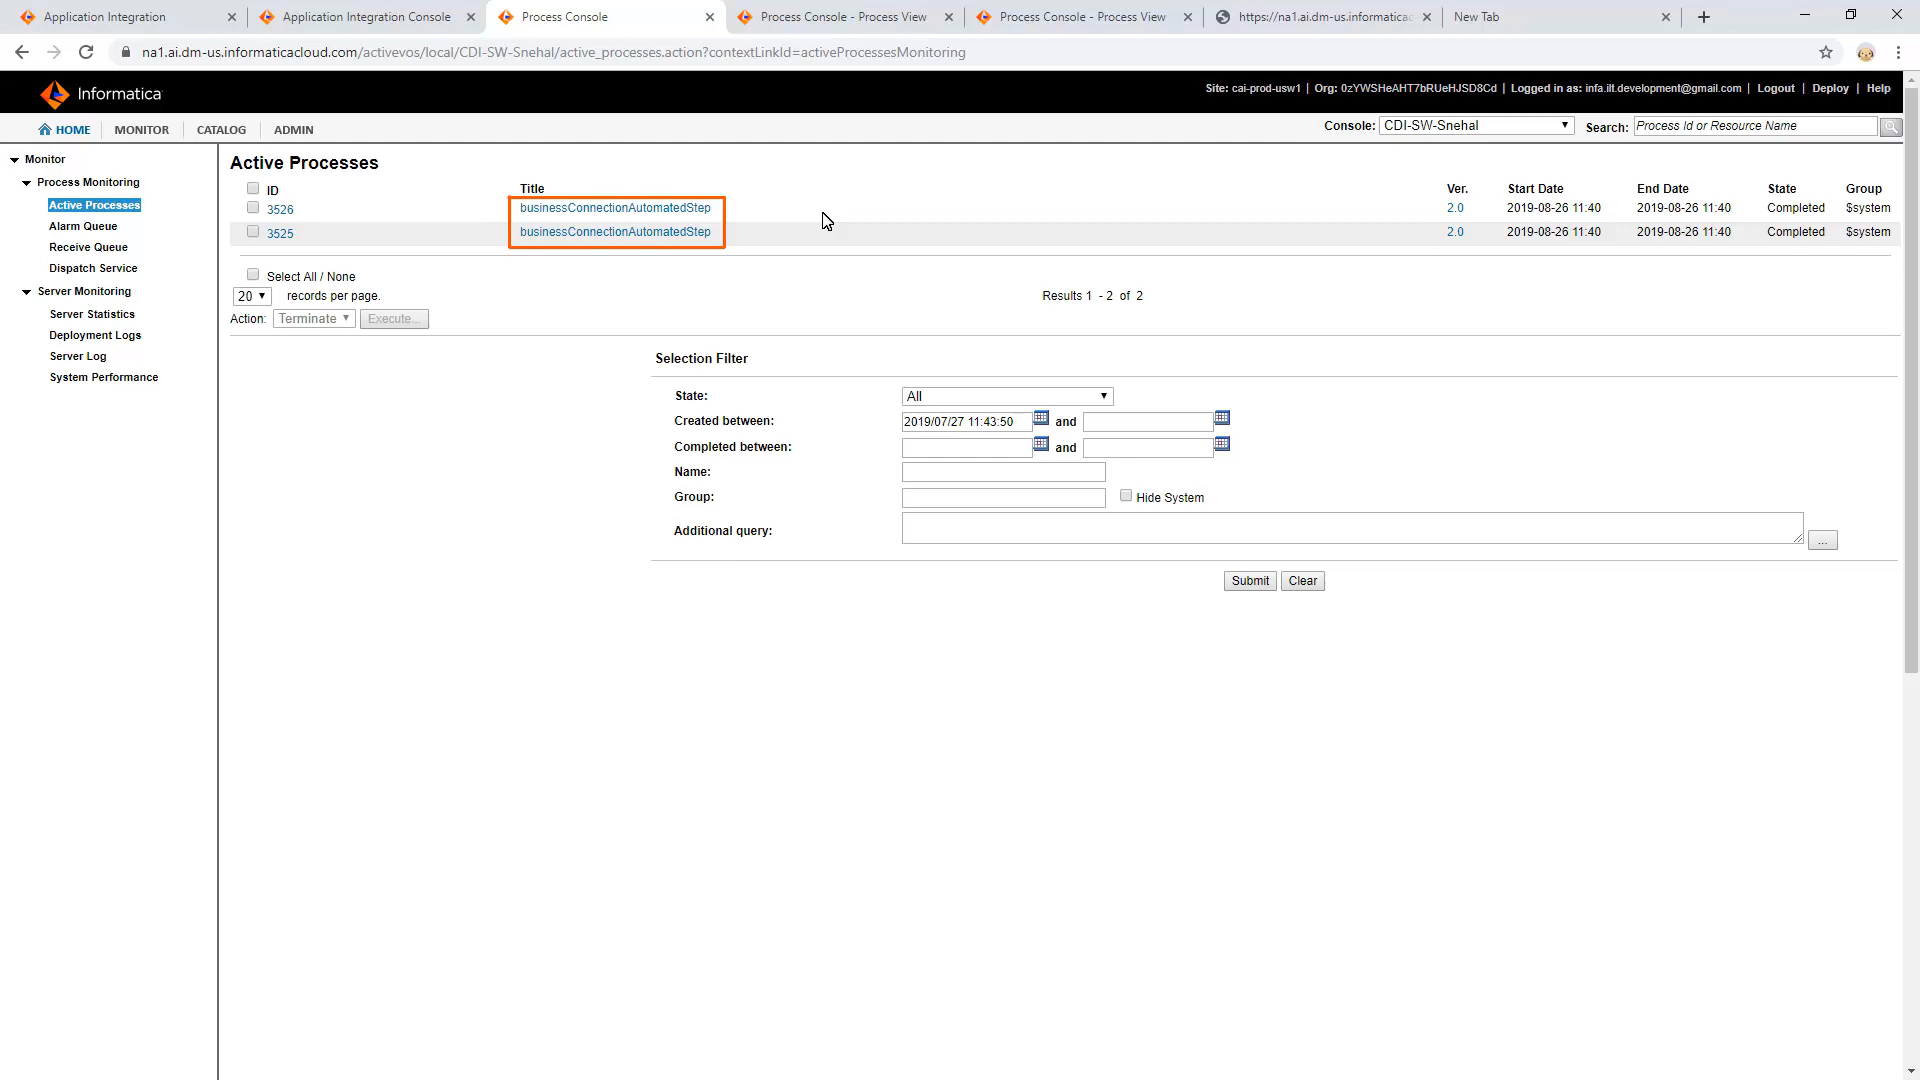 Application Integration
Application Integration Console
Process Console
Process Console - Process View
Process Console - Process View
https://na1.ai.dm-us.informaticac
New Tab
na1.ai.dm-us.informaticacloud.com/activevos/local/CDI-SW-Snehal/active_processes.action?contextLinkId=activeProcessesMonitoring
Informatica
Site: cai-prod-usw1 | Org: 0zYWSHeAHT7bRUeHJSD8Cd | Logged in as: infa.ilt.development@gmail.com | Logout | Deploy | Help
HOME MONITOR CATALOG ADMIN
Console: CDI-SW-Snehal Search: Process Id or Resource Name
Monitor
Process Monitoring
Active Processes
Alarm Queue
Receive Queue
Dispatch Service
Server Monitoring
Server Statistics
Deployment Logs
Server Log
System Performance
Active Processes
ID Title Ver. Start Date End Date State Group
3526 businessConnectionAutomatedStep 2.0 2019-08-26 11:40 2019-08-26 11:40 Completed $system
3525 businessConnectionAutomatedStep 2.0 2019-08-26 11:40 2019-08-26 11:40 Completed $system
Select All / None
20 records per page. Results 1 - 2 of 2
Action: Terminate Execute...
Selection Filter
State: All
Created between: 2019/07/27 11:43:50 and
Completed between: and
Name:
Group: Hide System
Additional query: ...
Submit Clear